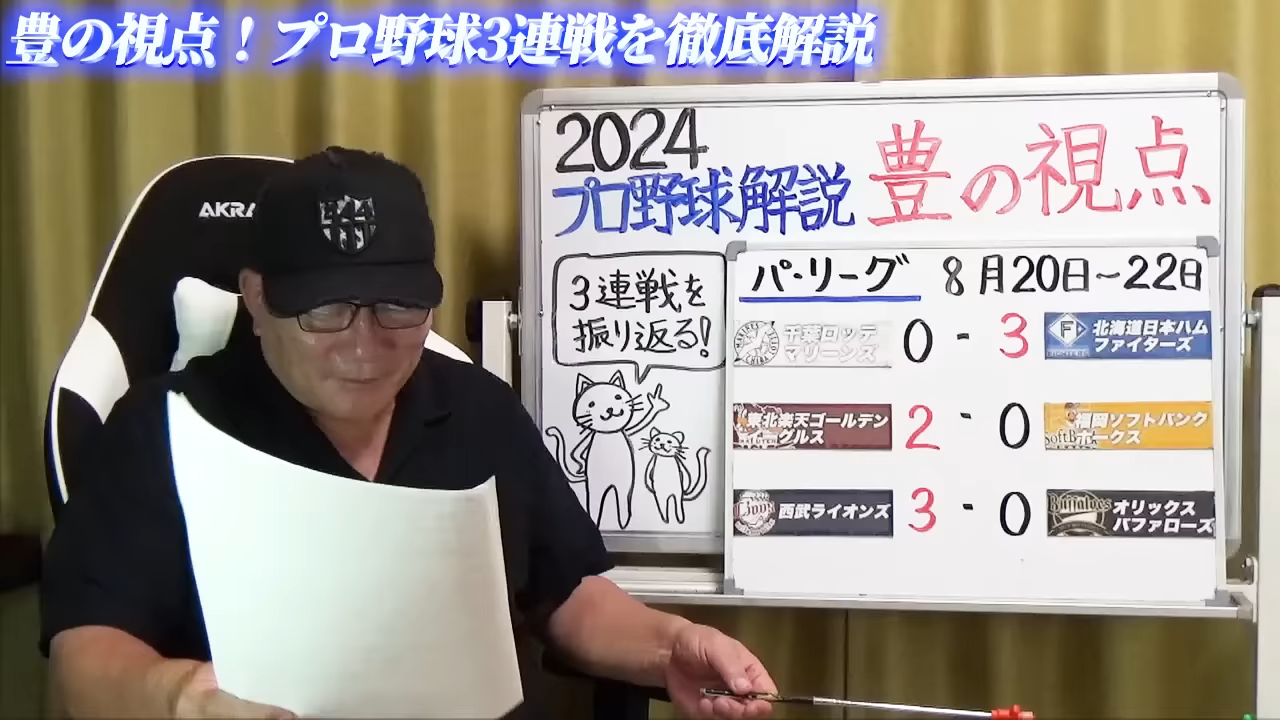 豊の視点！プロ野球3連戦を徹底解説
2024
プロ野球解説
豊の視点
AKRA
3連戦を
振り返る!
パ・リーグ 8月20日~22日
千葉ロッテ
マリーンズ
0 - 3
F
北海道日本ハム
ファイターズ
東北楽天ゴールデン
グルス
2 - 0
福岡ソフトバンク
ークス
西武ライオンズ
3 - 0
Buffaloes
オリックス
バファローズ